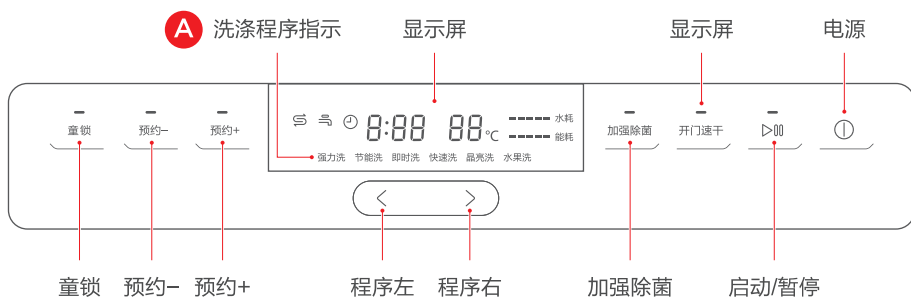 A 洗涤程序指示 显示屏 显示屏 电源
童锁 预约- 预约+ 8:88 88℃ 水耗 能耗 加强除菌 开门速干
强力洗 节能洗 即时洗 快速洗 晶亮洗 水果洗
童锁 预约- 预约+ 程序左 程序右 加强除菌 启动/暂停